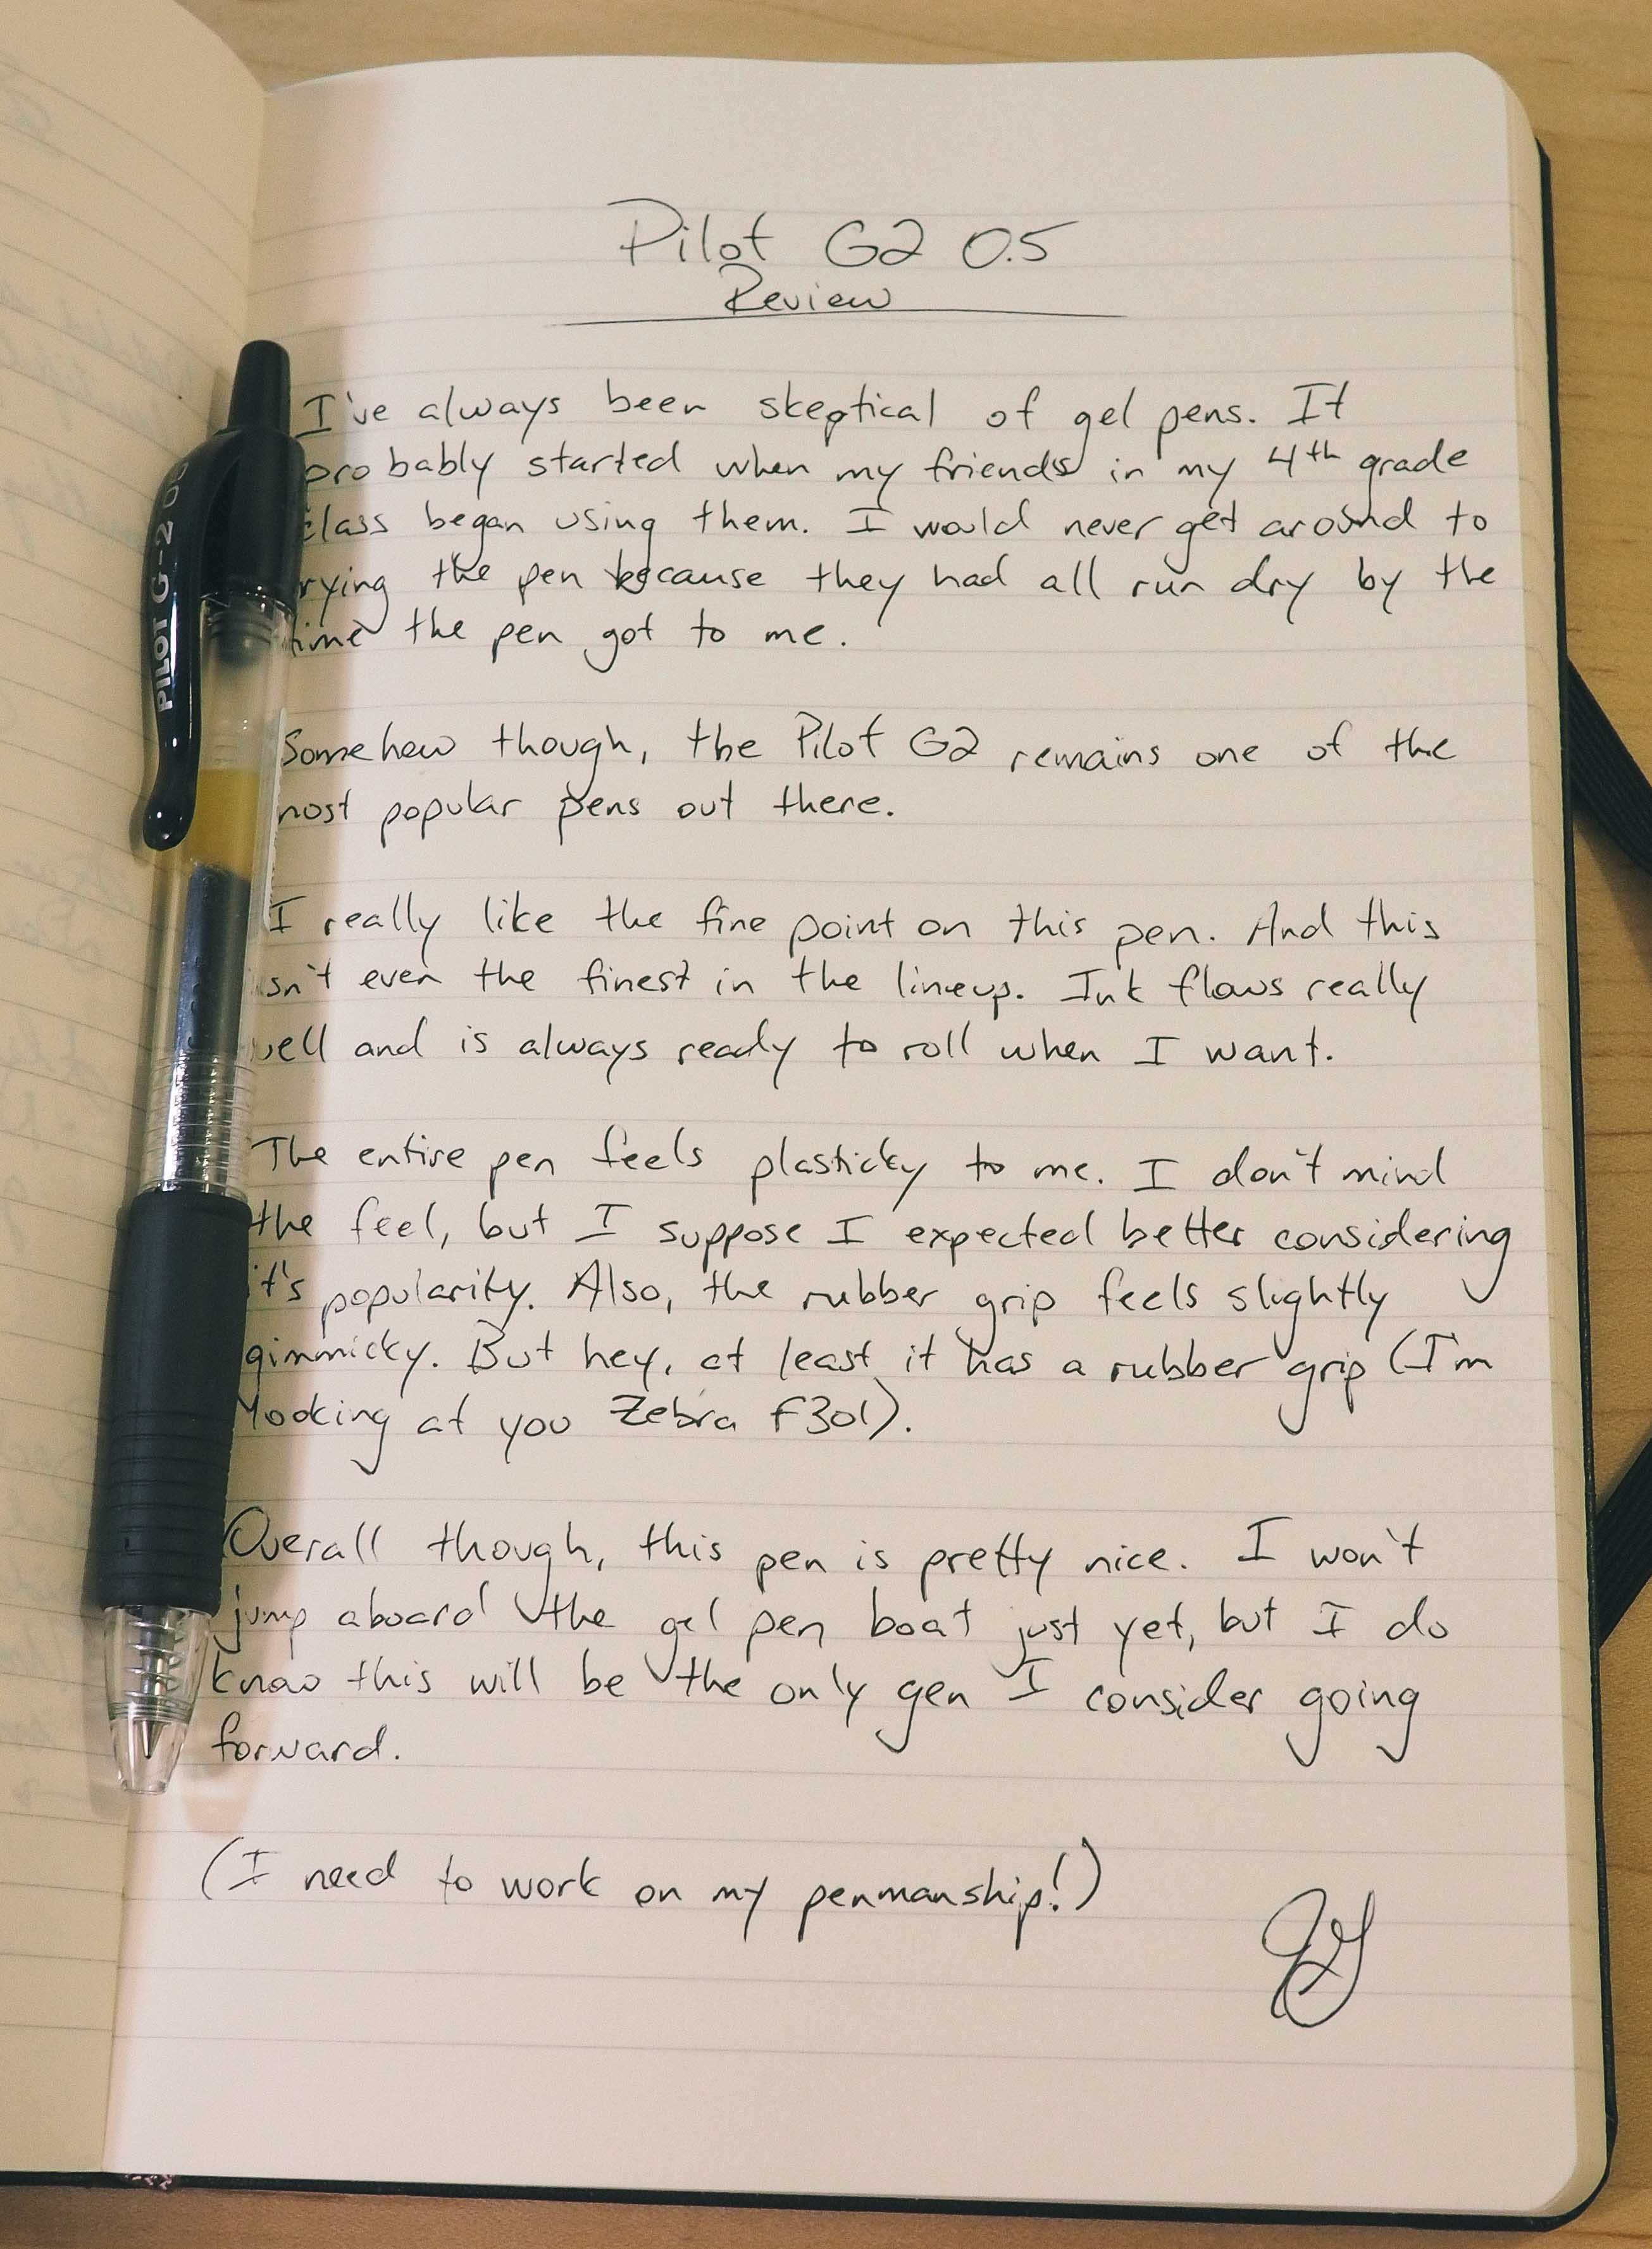 Pilot G2 0.5
Review
I've always been skeptical of gel pens. It
probably started when my friends in my 4th grade
class began using them. I would never get around to
trying the pen because they had all run dry by the
time the pen got to me.
Somehow though, the Pilot G2 remains one of the
most popular pens out there.
I really like the fine point on this pen. And this
isn't even the finest in the lineup. Ink flows really
well and is always ready to roll when I want.
The entire pen feels plasticky to me. I don't mind
the feel, but I suppose I expected better considering
it's popularity. Also, the rubber grip feels slightly
gimmicky. But hey, at least it has a rubber grip (I'm
looking at you Zebra F301).
Overall though, this pen is pretty nice. I won't
jump aboard the gel pen boat just yet, but I do
know this will be the only gen I consider going
forward.
(I need to work on my penmanship!)
PILOT G-2 05